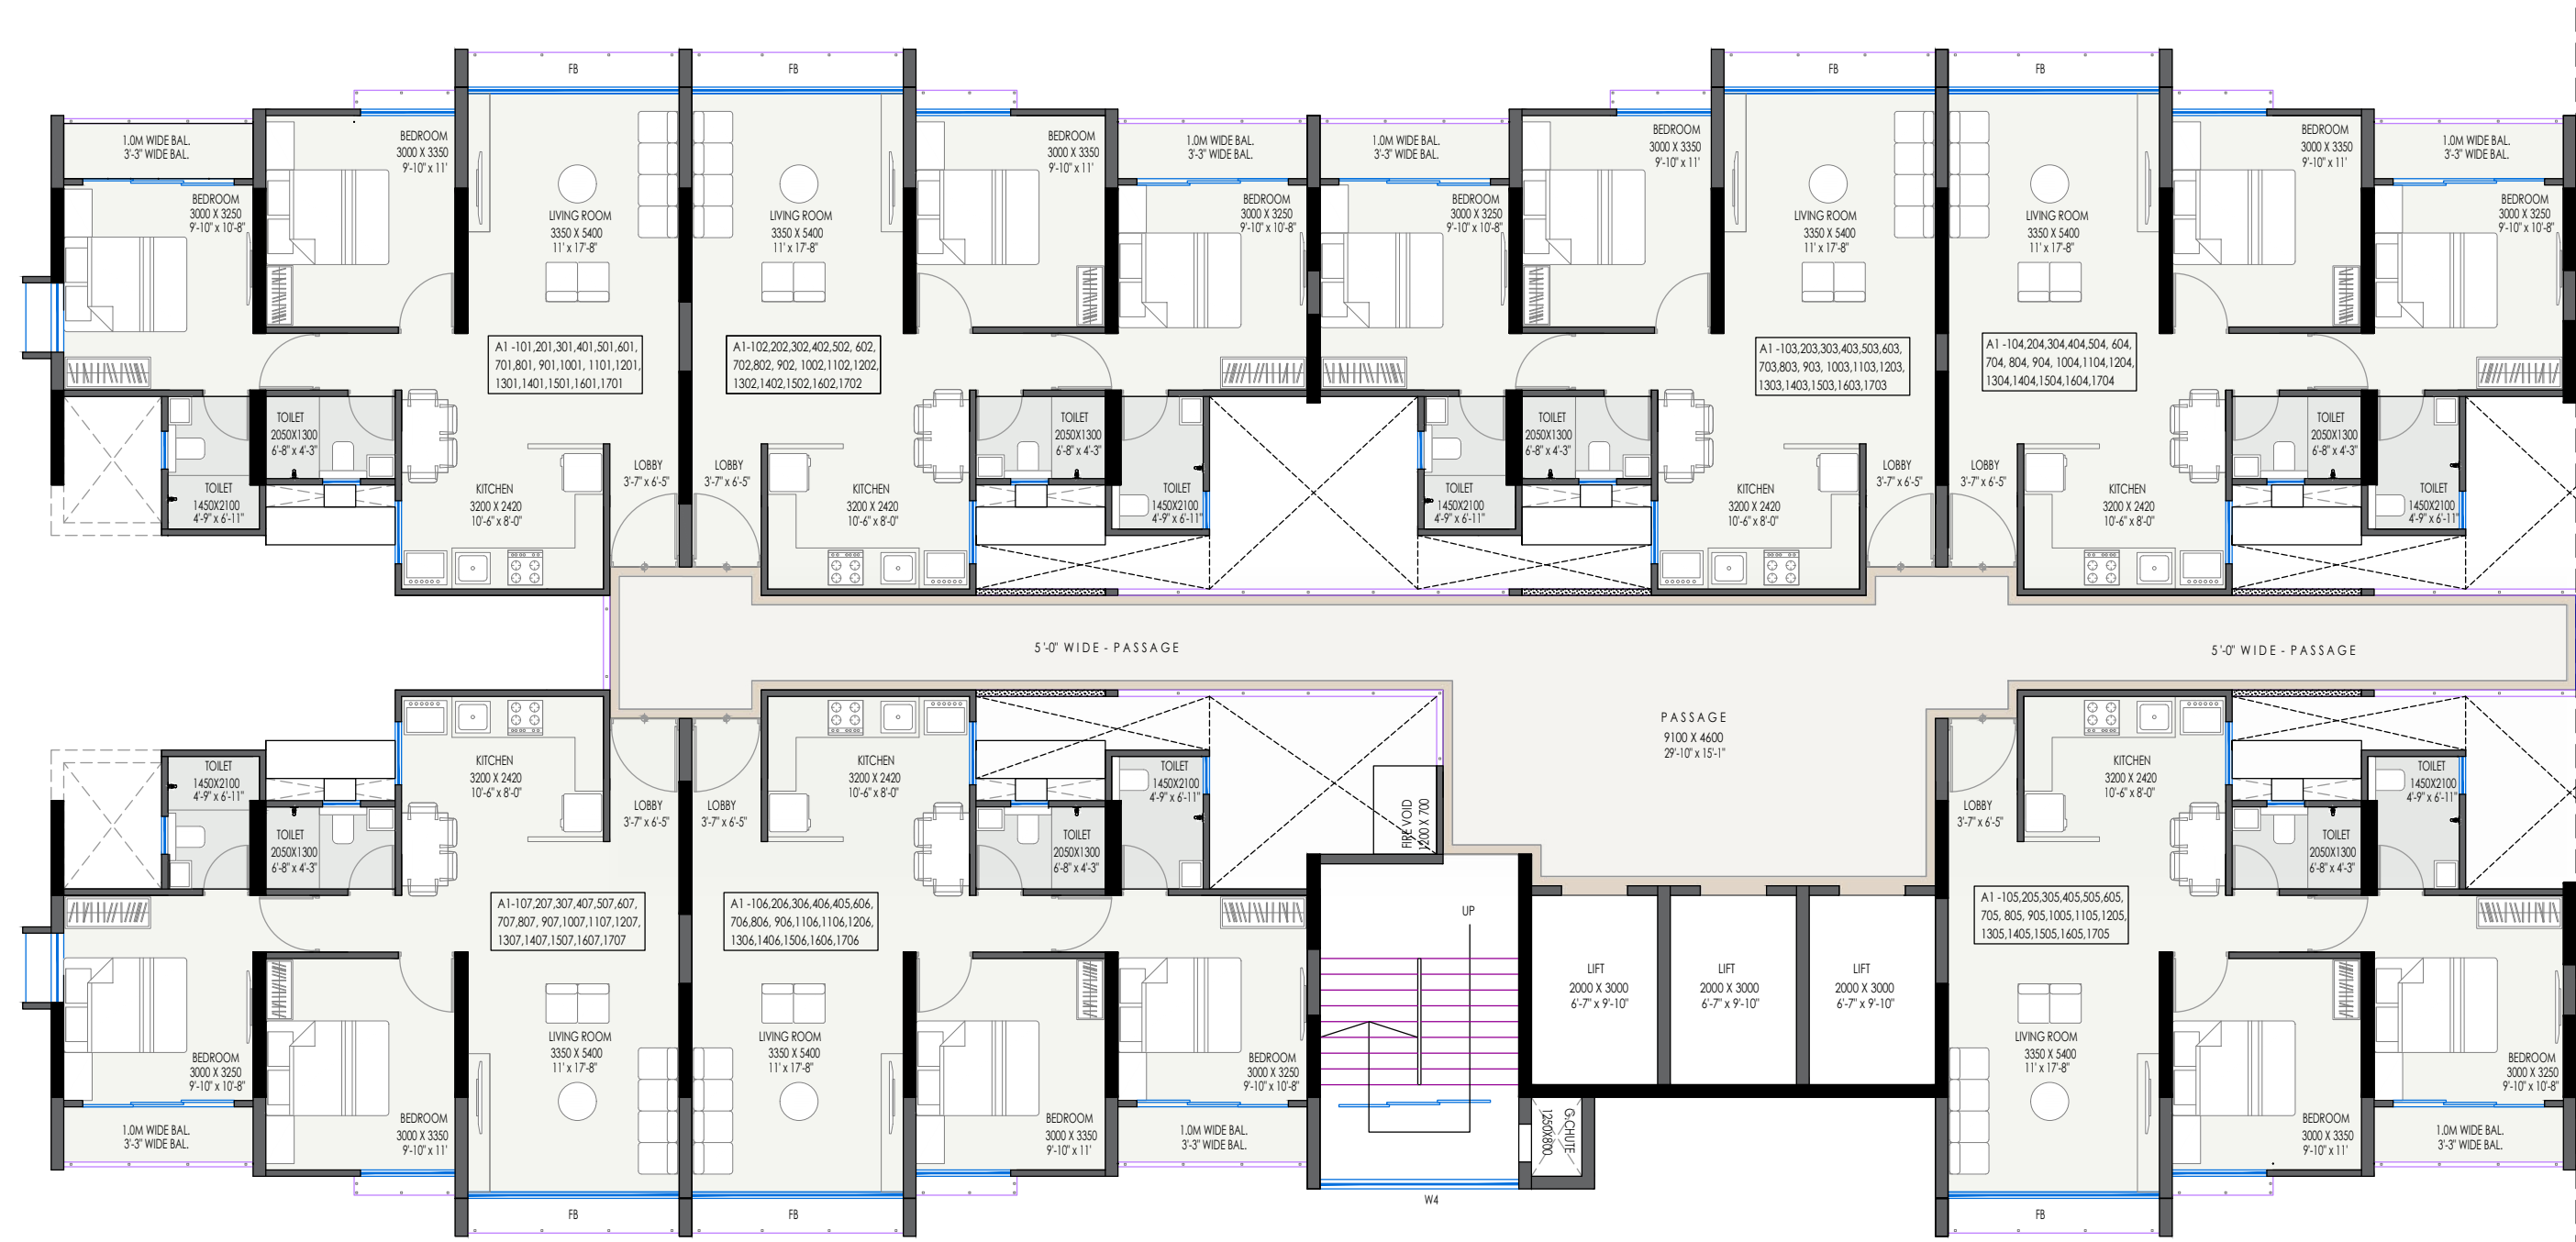 FB
FB
FB
FB
1.0M WIDE BAL.
3'-3" WIDE BAL.
BEDROOM
3000 X 3350
9'-10" x 11'
BEDROOM
3000 X 3350
9'-10" x 11'
1.0M WIDE BAL.
3'-3" WIDE BAL.
1.0M WIDE BAL.
3'-3" WIDE BAL.
BEDROOM
3000 X 3350
9'-10" x 11'
BEDROOM
3000 X 3350
9'-10" x 11'
1.0M WIDE BAL.
3'-3" WIDE BAL.
BEDROOM
3000 X 3250
9'-10" x 10'-8"
LIVING ROOM
3350 X 5400
11' x 17'-8"
LIVING ROOM
3350 X 5400
11' x 17'-8"
BEDROOM
3000 X 3250
9'-10" x 10'-8"
BEDROOM
3000 X 3250
9'-10" x 10'-8"
LIVING ROOM
3350 X 5400
11' x 17'-8"
LIVING ROOM
3350 X 5400
11' x 17'-8"
BEDROOM
3000 X 3250
9'-10" x 10'-8"
A1 -101,201,301,401,501,601,
701,801, 901,1001, 1101,1201,
1301,1401,1501,1601,1701
A1-102,202,302,402,502, 602,
702,802, 902, 1002,1102,1202,
1302,1402,1502,1602,1702
A1 -103,203,303,403,503,603,
703,803, 903, 1003,1103,1203,
1303,1403,1503,1603,1703
A1 -104,204,304,404,504, 604,
704, 804, 904, 1004,1104,1204,
1304,1404,1504,1604,1704
TOILET
2050X1300
6'-8" x 4'-3"
TOILET
2050X1300
6'-8" x 4'-3"
TOILET
2050X1300
6'-8" x 4'-3"
TOILET
2050X1300
6'-8" x 4'-3"
LOBBY
3'-7" x 6'-5"
LOBBY
3'-7" x 6'-5"
LOBBY
3'-7" x 6'-5"
LOBBY
3'-7" x 6'-5"
TOILET
1450X2100
4'-9" x 6'-11"
KITCHEN
3200 X 2420
10'-6" x 8'-0"
KITCHEN
3200 X 2420
10'-6" x 8'-0"
TOILET
1450X2100
4'-9" x 6'-11"
TOILET
1450X2100
4'-9" x 6'-11"
KITCHEN
3200 X 2420
10'-6" x 8'-0"
KITCHEN
3200 X 2420
10'-6" x 8'-0"
TOILET
1450X2100
4'-9" x 6'-11"
5 '-0" WIDE - PASSAGE
5 '-0" WIDE - PASSAGE
PASSAGE
9100 X 4600
29'-10" x 15'-1"
TOILET
1450X2100
4'-9" x 6'-11"
KITCHEN
3200 X 2420
10'-6" x 8'-0"
KITCHEN
3200 X 2420
10'-6" x 8'-0"
TOILET
1450X2100
4'-9" x 6'-11"
KITCHEN
3200 X 2420
10'-6" x 8'-0"
TOILET
1450X2100
4'-9" x 6'-11"
FIRE VOID
1200 X 700
LOBBY
3'-7" x 6'-5"
LOBBY
3'-7" x 6'-5"
LOBBY
3'-7" x 6'-5"
TOILET
2050X1300
6'-8" x 4'-3"
TOILET
2050X1300
6'-8" x 4'-3"
TOILET
2050X1300
6'-8" x 4'-3"
A1-107,207,307,407,507,607,
707,807, 907,1007,1107,1207,
1307,1407,1507,1607,1707
A1 -106,206,306,406,405,606,
706,806, 906,1106,1106,1206,
1306,1406,1506,1606,1706
A1 -105,205,305,405,505,605,
705, 805, 905,1005,1105,1205,
1305,1405,1505,1605,1705
UP
LIFT
2000 X 3000
6'-7" x 9'-10"
LIFT
2000 X 3000
6'-7" x 9'-10"
LIFT
2000 X 3000
6'-7" x 9'-10"
BEDROOM
3000 X 3250
9'-10" x 10'-8"
LIVING ROOM
3350 X 5400
11' x 17'-8"
LIVING ROOM
3350 X 5400
11' x 17'-8"
BEDROOM
3000 X 3250
9'-10" x 10'-8"
LIVING ROOM
3350 X 5400
11' x 17'-8"
BEDROOM
3000 X 3250
9'-10" x 10'-8"
1.0M WIDE BAL.
3'-3" WIDE BAL.
BEDROOM
3000 X 3350
9'-10" x 11'
BEDROOM
3000 X 3350
9'-10" x 11'
1.0M WIDE BAL.
3'-3" WIDE BAL.
G.CHUTE
1250X800
BEDROOM
3000 X 3350
9'-10" x 11'
1.0M WIDE BAL.
3'-3" WIDE BAL.
W4
FB
FB
FB